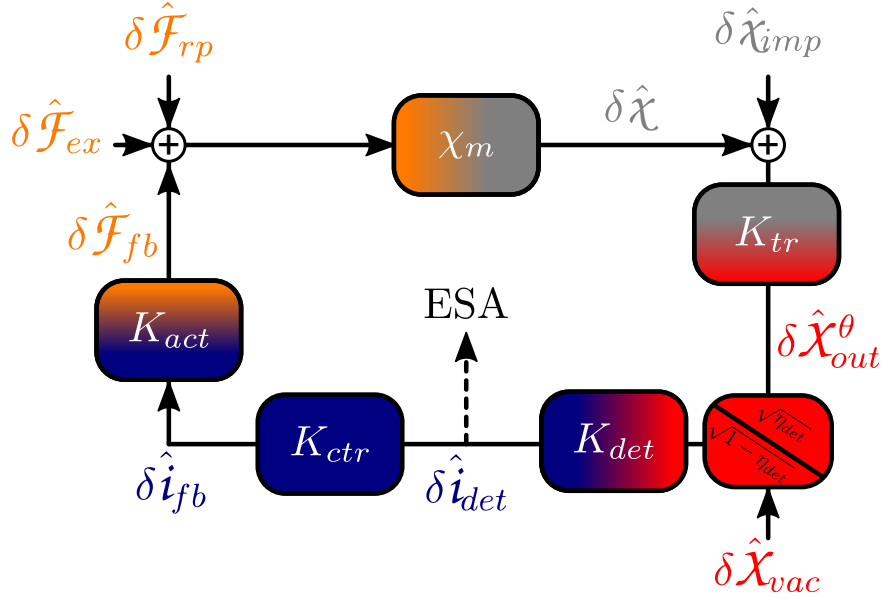 δF̂_rp
δχ̂_imp
δF̂_ex
χ_m
δχ̂
δF̂_fb
K_tr
K_act
ESA
δX̂^θ_out
√η_det
√1 − η_det
K_ctr
K_det
δî_fb
δî_det
δX̂_vac